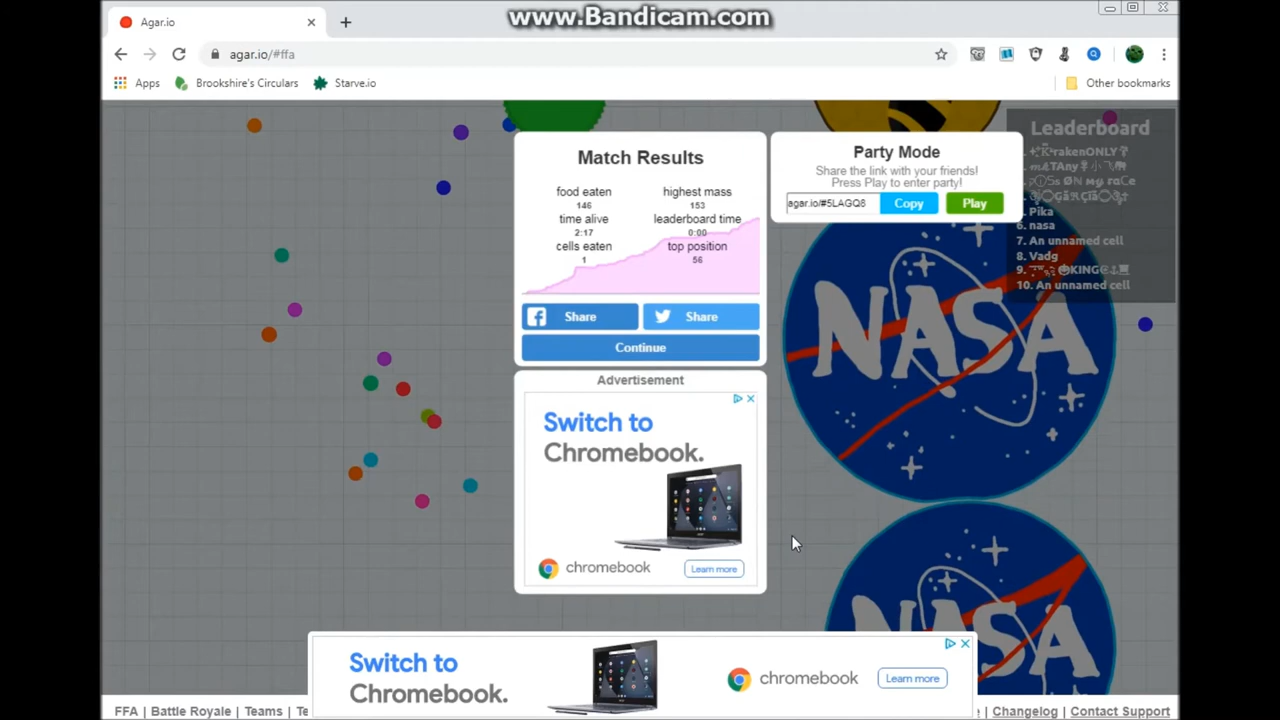 www.Bandicam.com
Agar.io
agar.io/#ffa
Apps
Brookshire's Circulars
Starve.io
Other bookmarks
Match Results
food eaten
146
highest mass
153
time alive
2:17
leaderboard time
0:00
cells eaten
1
top position
56
Share
Share
Continue
Party Mode
Share the link with your friends!
Press Play to enter party!
agar.io/#5LAGQ6
Copy
Play
Leaderboard
5. Pika
6. nasa
7. An unnamed cell
8. Vadg
10. An unnamed cell
NASA
NASA
Advertisement
Switch to
Chromebook.
chromebook
Learn more
Switch to
Chromebook.
chromebook
Learn more
FFA | Battle Royale | Teams |
| Changelog | Contact Support